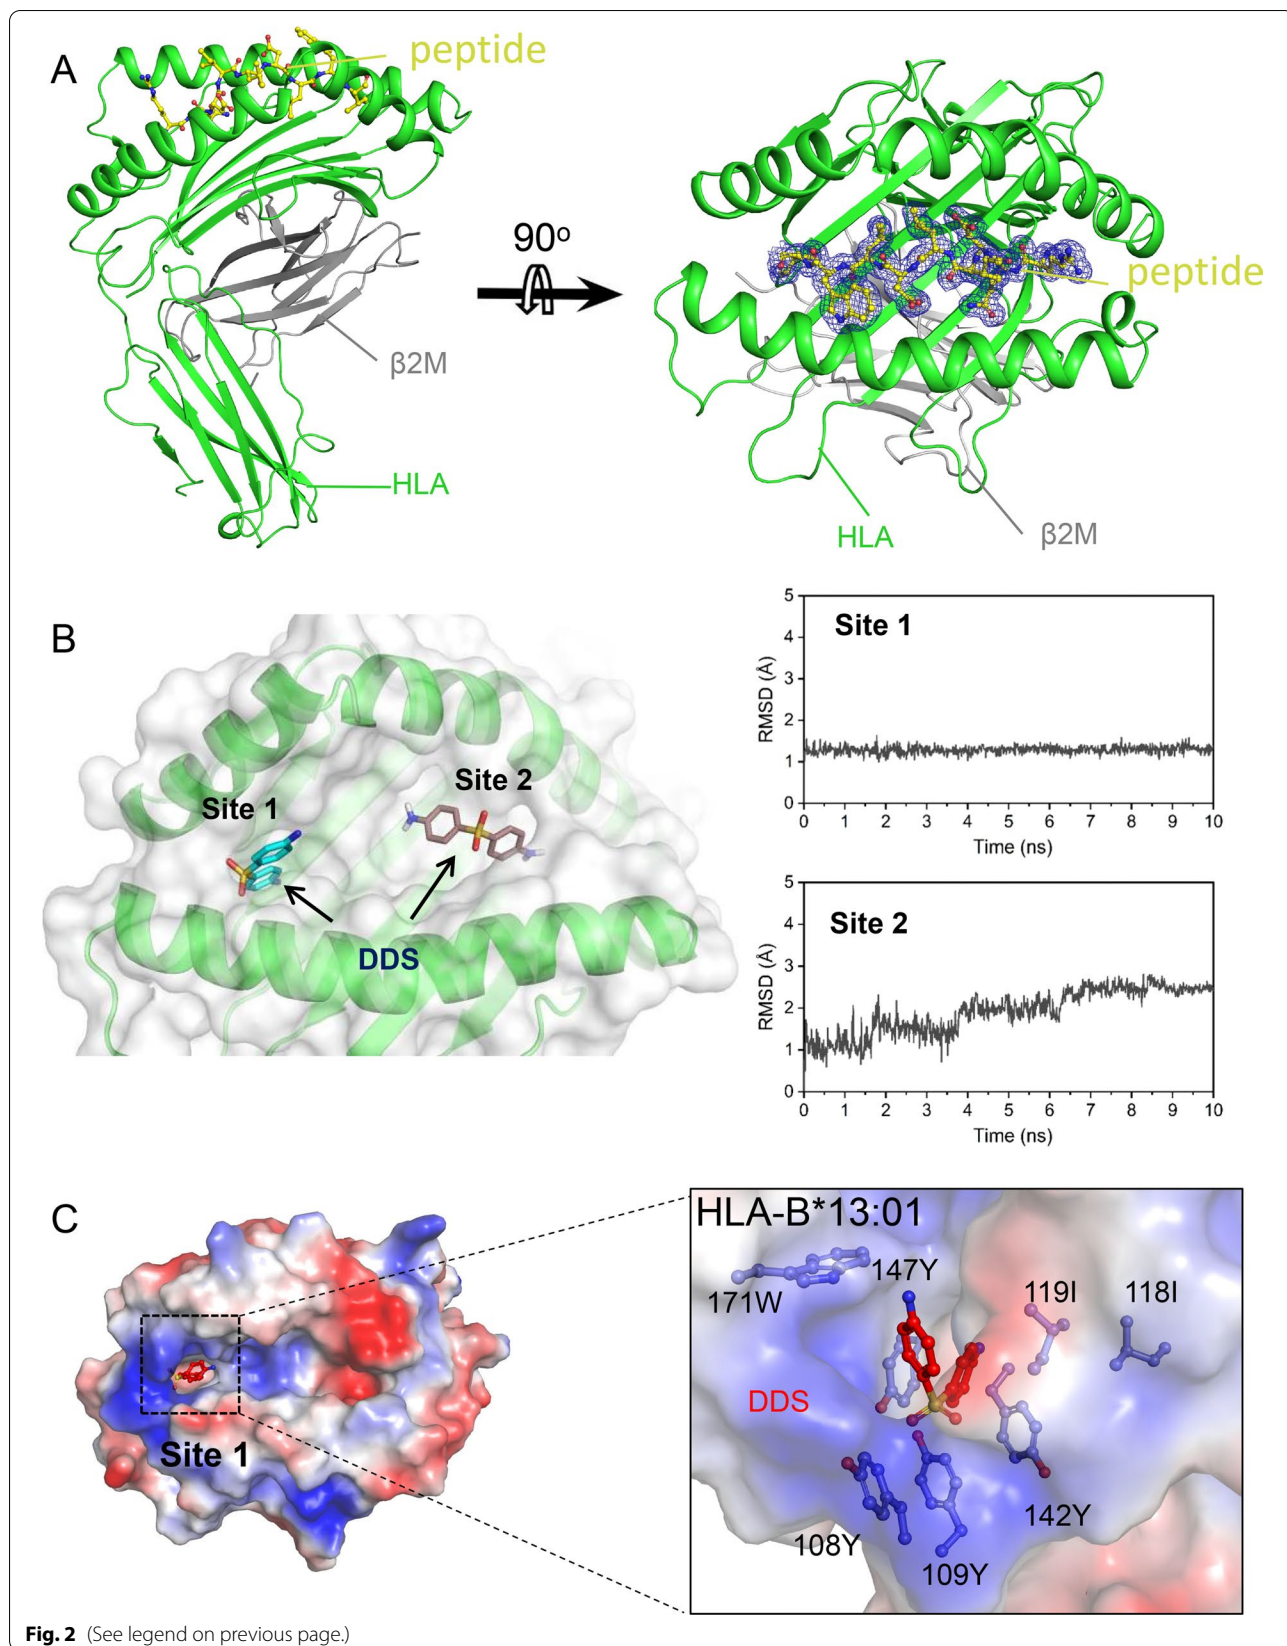 A
peptide
90o
peptide
β2M
HLA
HLA
β2M
B
Site 1
Site 2
DDS
5
4
3
2
1
0
RMSD (Å)
Site 1
0 1 2 3 4 5 6 7 8 9 10
Time (ns)
5
4
3
2
1
0
RMSD (Å)
Site 2
0 1 2 3 4 5 6 7 8 9 10
Time (ns)
C
Site 1
HLA-B*13:01
147Y
171W
119I
118I
DDS
142Y
108Y
109Y
Fig. 2 (See legend on previous page.)